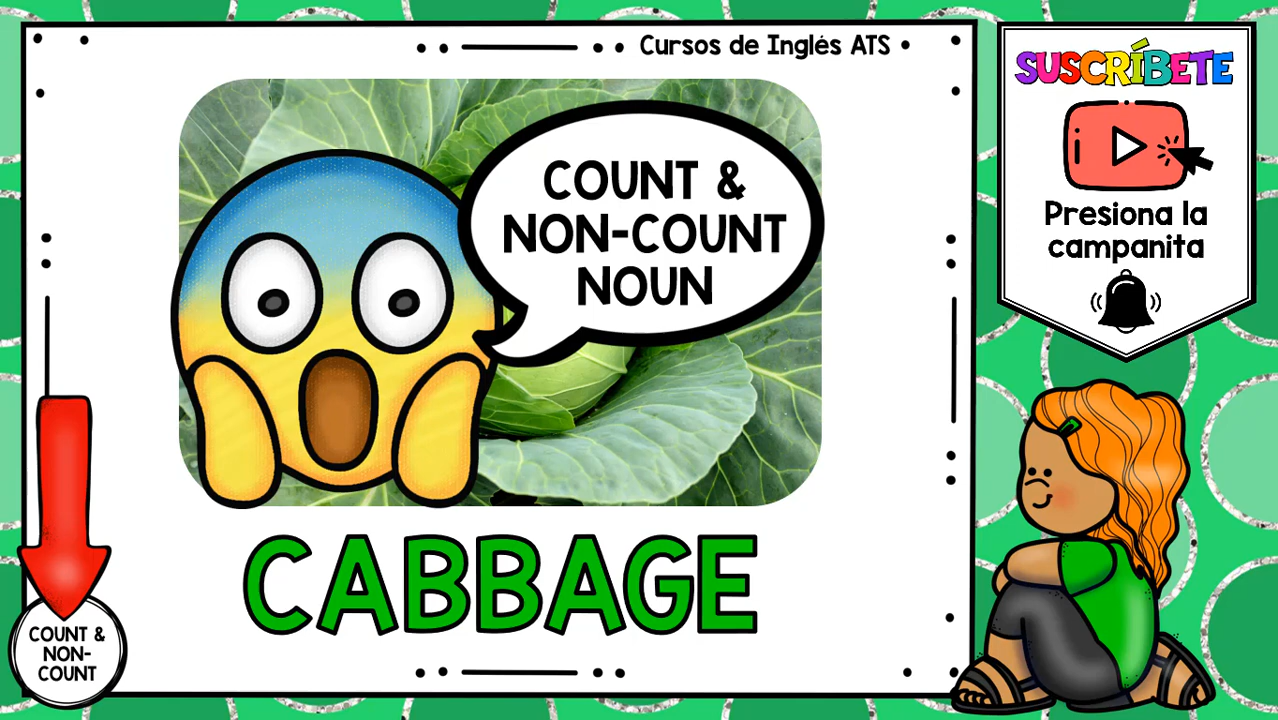 Cursos de Inglés ATS
COUNT &
NON-COUNT
NOUN
CABBAGE
COUNT &
NON-
COUNT
SUSCRÍBETE
Presiona la
campanita